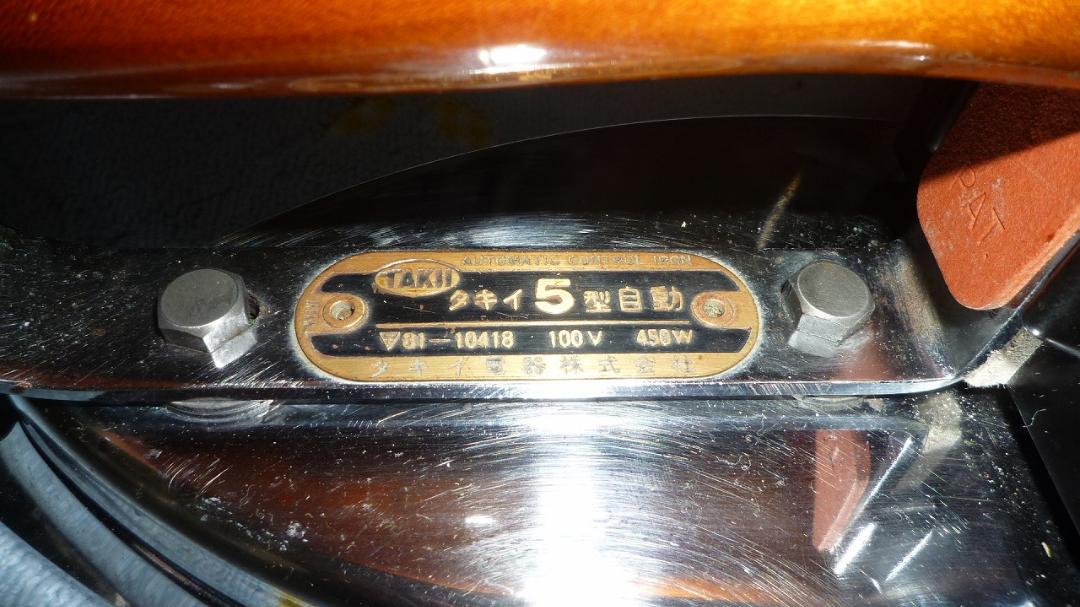 AUTOMATIC CONTROL IRON
TAKII
タキイ5型自動
▽81-10418 100V 450W
タキイ電器株式会社
PAT